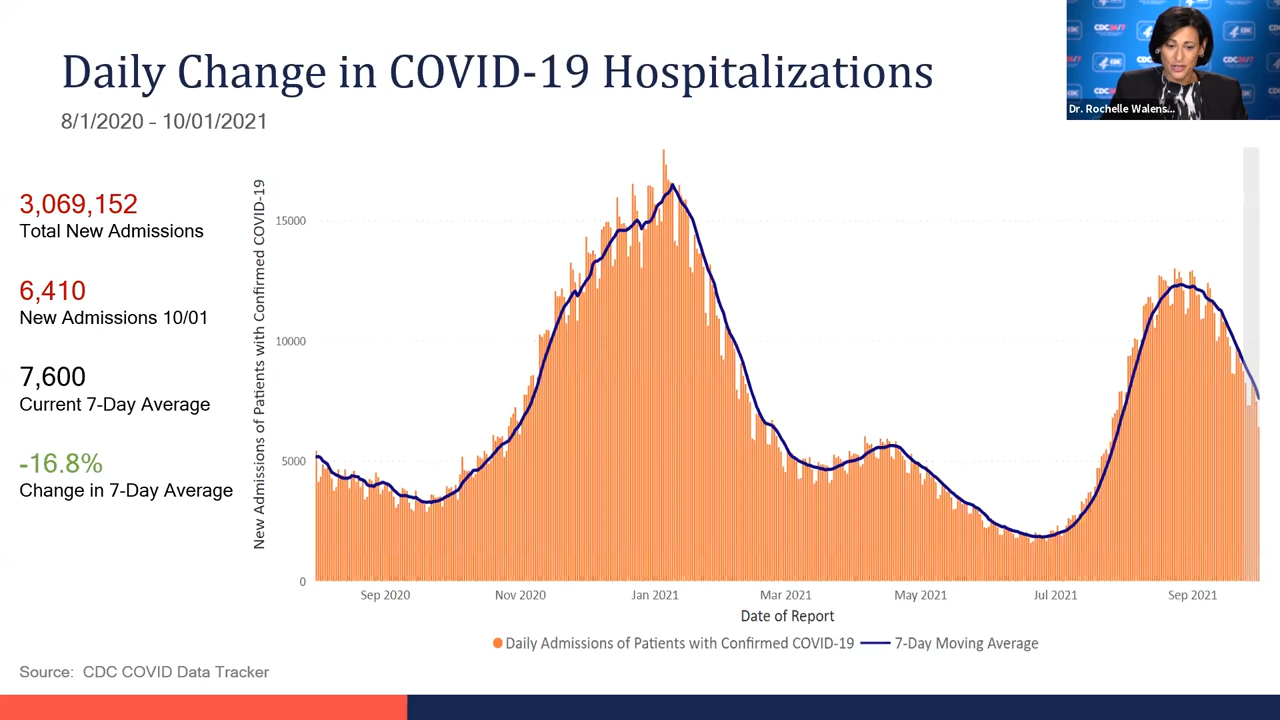 Daily Change in COVID-19 Hospitalizations
8/1/2020 - 10/01/2021
CDC 24/7
CDC
Dr. Rochelle Walens...
3,069,152
Total New Admissions
6,410
New Admissions 10/01
7,600
Current 7-Day Average
-16.8%
Change in 7-Day Average
New Admissions of Patients with Confirmed COVID-19
15000
10000
5000
0
Sep 2020
Nov 2020
Jan 2021
Mar 2021
May 2021
Jul 2021
Sep 2021
Date of Report
Daily Admissions of Patients with Confirmed COVID-19
7-Day Moving Average
Source: CDC COVID Data Tracker